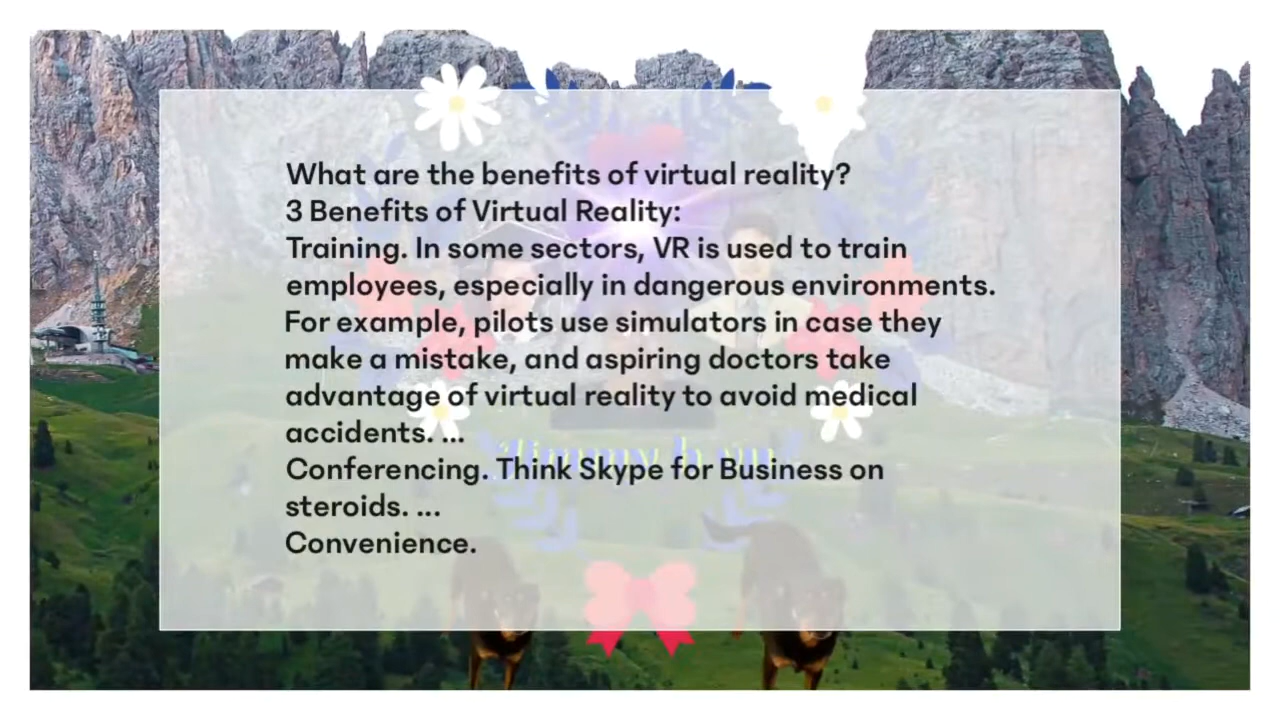 What are the benefits of virtual reality?
3 Benefits of Virtual Reality:
Training. In some sectors, VR is used to train
employees, especially in dangerous environments.
For example, pilots use simulators in case they
make a mistake, and aspiring doctors take
advantage of virtual reality to avoid medical
accidents. ...
Conferencing. Think Skype for Business on
steroids. ...
Convenience.